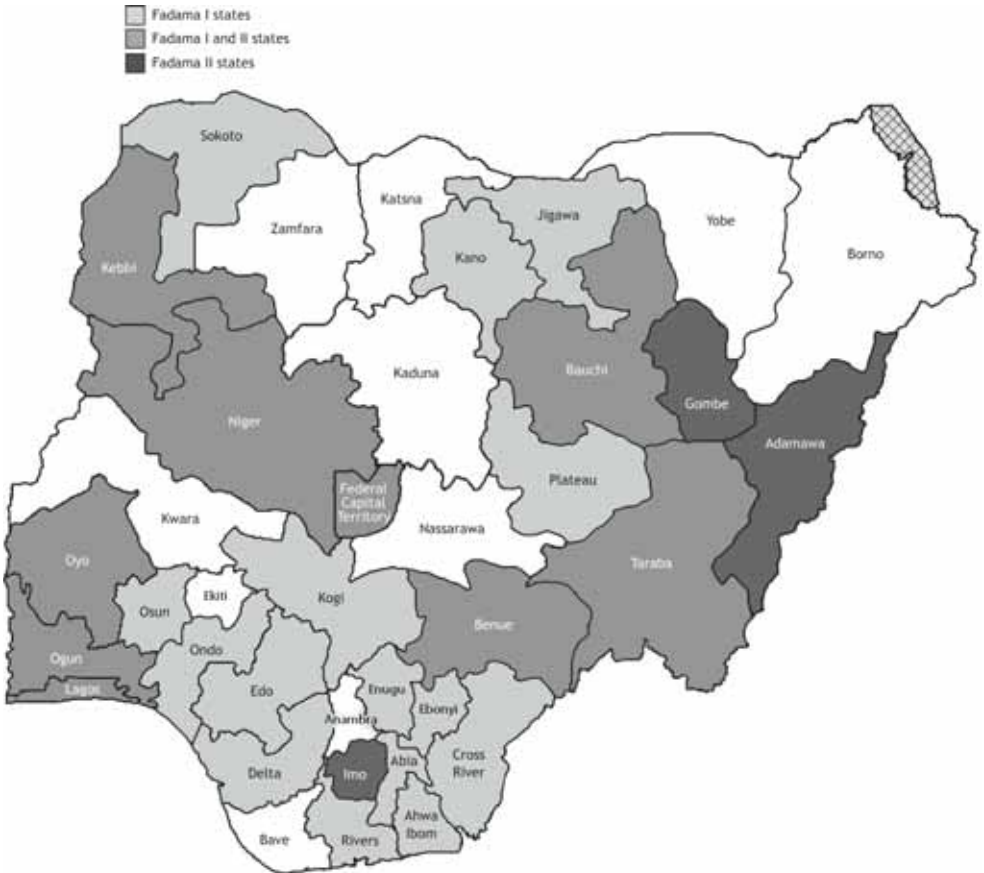 Fadama I states
Fadama I and II states
Fadama II states
Sokoto
Katsna
Jigawa
Yobe
Zamfara
Borno
Kano
Kebbi
Kaduna
Bauchi
Gombe
Niger
Adamawa
Plateau
Federal
Capital
Territory
Kwara
Nassarawa
Oyo
Taraba
Ekiti
Kogi
Osun
Benue
Ondo
Ogun
Lagos
Edo
Enugu
Ebonyi
Anambra
Cross
River
Abia
Delta
Imo
Ahwa
Ibom
Bave
Rivers